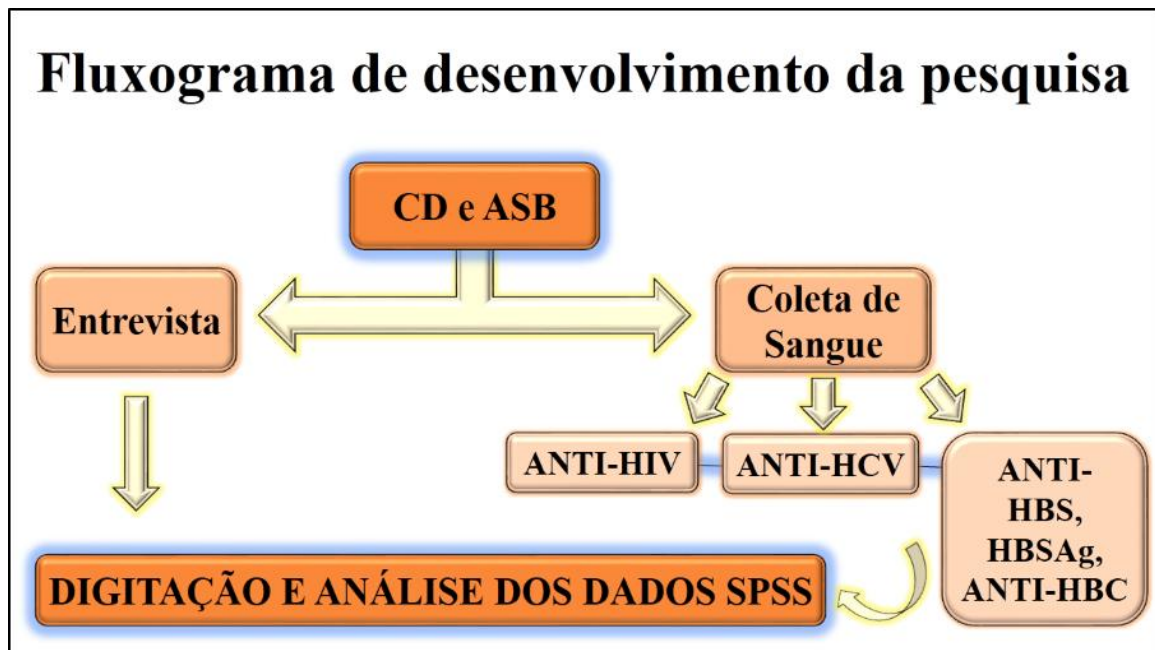 Fluxograma de desenvolvimento da pesquisa
CD e ASB
Entrevista
Coleta de
Sangue
ANTI-HIV
ANTI-HCV
ANTI-
HBS,
HBSAg,
ANTI-HBC
DIGITAÇÃO E ANÁLISE DOS DADOS SPSS